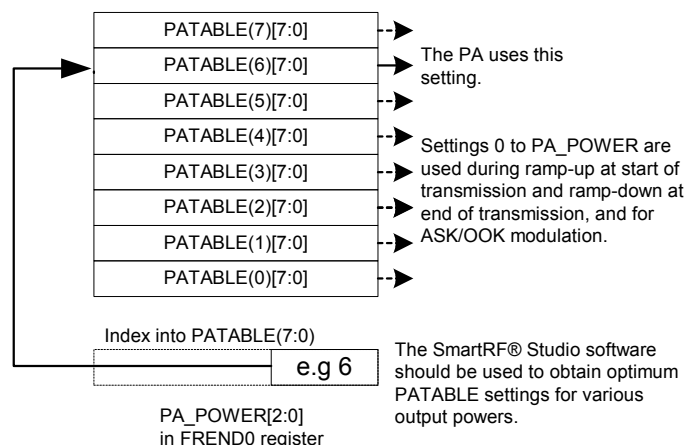 PATABLE(7)[7:0]
PATABLE(6)[7:0]
The PA uses this
setting.
PATABLE(5)[7:0]
PATABLE(4)[7:0]
PATABLE(3)[7:0]
PATABLE(2)[7:0]
PATABLE(1)[7:0]
PATABLE(0)[7:0]
Settings 0 to PA_POWER are
used during ramp-up at start of
transmission and ramp-down at
end of transmission, and for
ASK/OOK modulation.
Index into PATABLE(7:0)
e.g 6
PA_POWER[2:0]
in FREND0 register
The SmartRF® Studio software
should be used to obtain optimum
PATABLE settings for various
output powers.